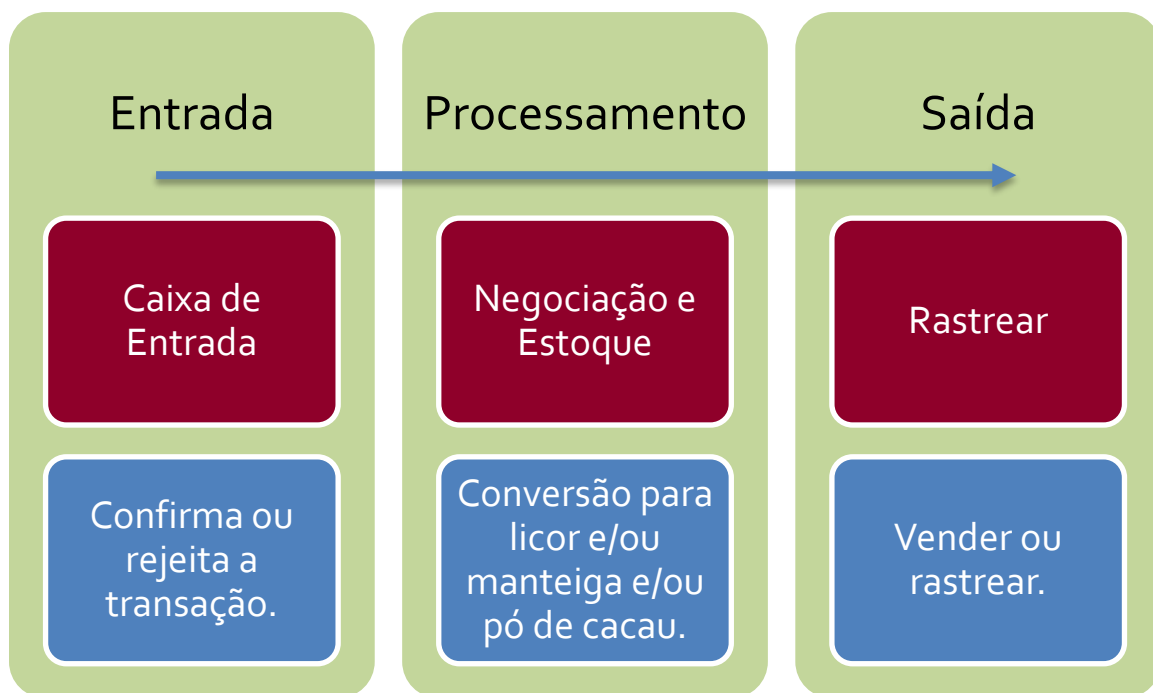 Entrada
Processamento
Saída
Caixa de
Entrada
Negociação e
Estoque
Rastrear
Confirma ou
rejeita a
transação.
Conversão para
licor e/ou
manteiga e/ou
pó de cacau.
Vender ou
rastrear.